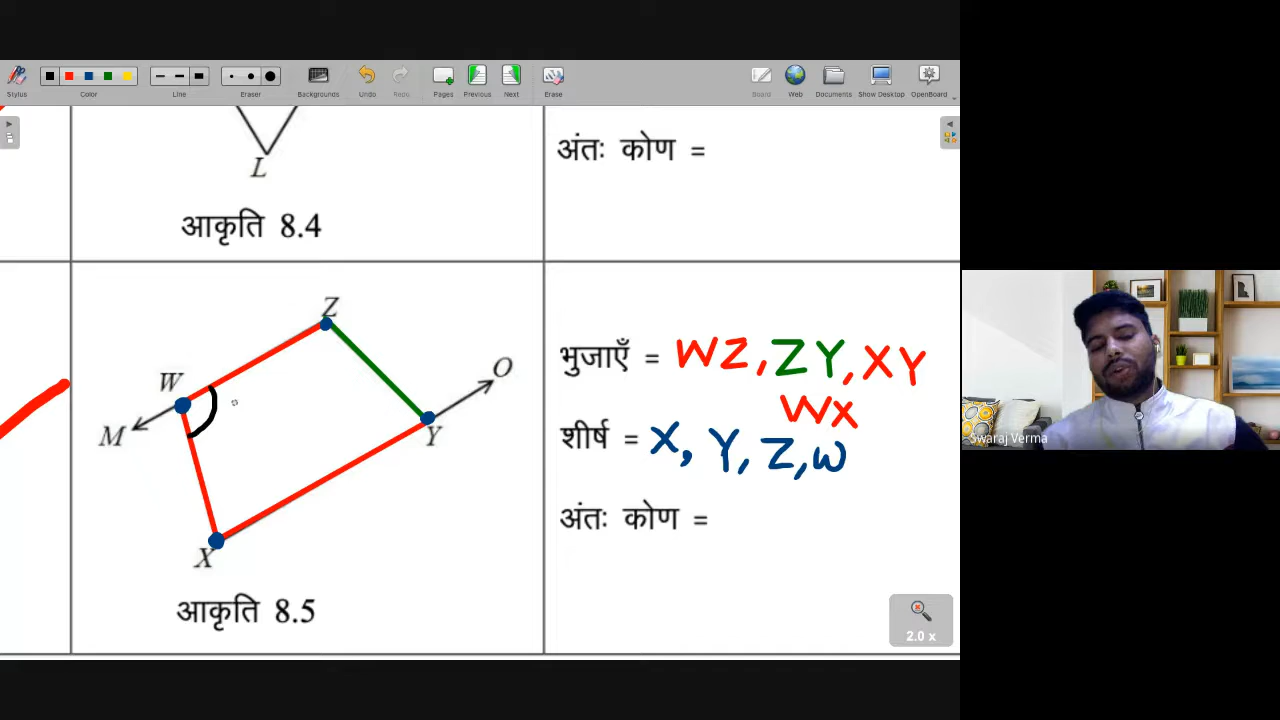 Stylus Color Line Eraser Backgrounds Undo Redo Pages Previous Next Erase Board Web Documents Show Desktop OpenBoard
L
आकृति 8.4
अंतः कोण =
Z
W
O
M
Y
X
आकृति 8.5
भुजाएँ = WZ, ZY, XY
WX
शीर्ष = X, Y, Z, W
अंतः कोण =
2.0 x
Swaraj Verma